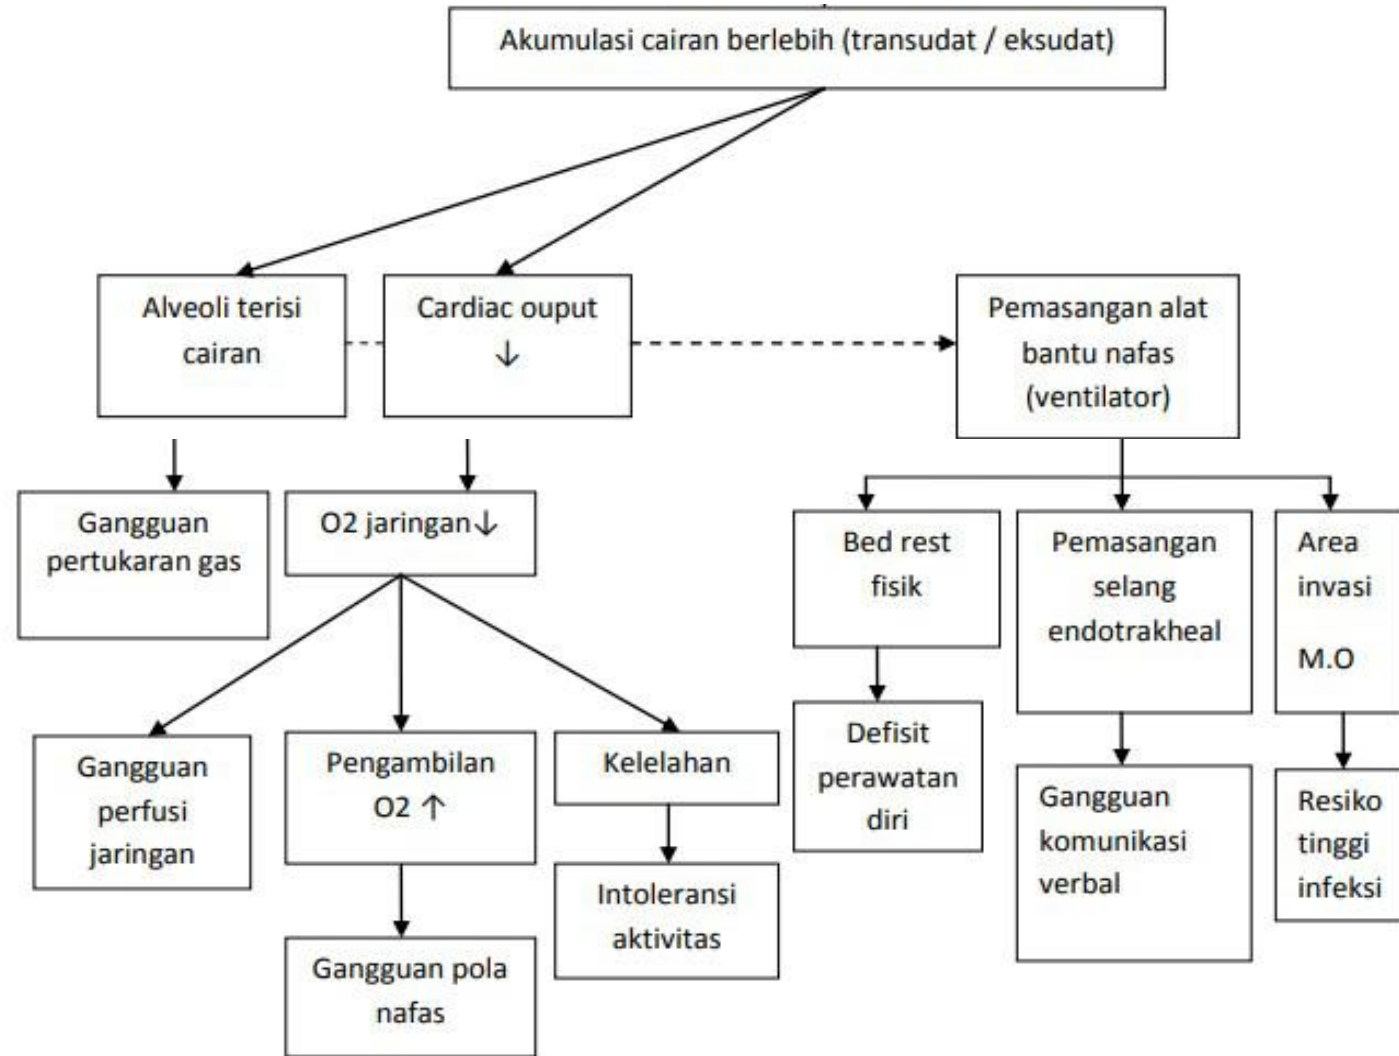 Akumulasi cairan berlebih (transudat / eksudat)
Alveoli terisi
cairan
Cardiac ouput
↓
Pemasangan alat
bantu nafas
(ventilator)
Gangguan
pertukaran gas
O2 jaringan↓
Bed rest
fisik
Pemasangan
selang
endotrakheal
Area
invasi
M.O
Gangguan
perfusi
jaringan
Pengambilan
O2 ↑
Kelelahan
Defisit
perawatan
diri
Gangguan
komunikasi
verbal
Resiko
tinggi
infeksi
Intoleransi
aktivitas
Gangguan pola
nafas